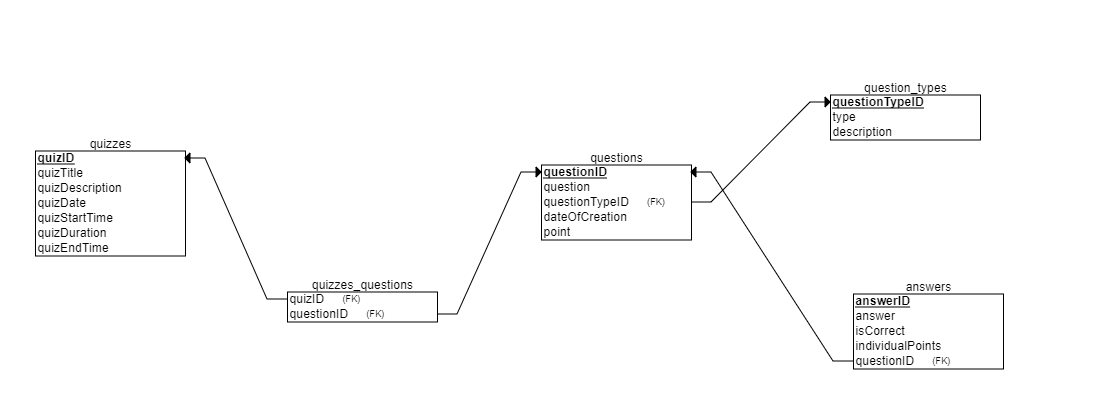 quizzes
quizID
quizTitle
quizDescription
quizDate
quizStartTime
quizDuration
quizEndTime
quizzes_questions
quizID (FK)
questionID (FK)
questions
questionID
question
questionTypeID (FK)
dateOfCreation
point
question_types
questionTypeID
type
description
answers
answerID
answer
isCorrect
individualPoints
questionID (FK)